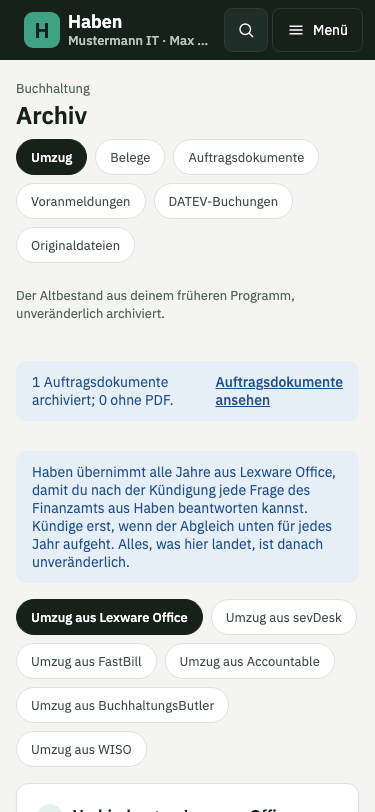 H
Haben
Mustermann IT · Max ...
Menü
Buchhaltung
Archiv
Umzug
Belege
Auftragsdokumente
Voranmeldungen
DATEV-Buchungen
Originaldateien
Der Altbestand aus deinem früheren Programm,
unveränderlich archiviert.
1 Auftragsdokumente
archiviert; 0 ohne PDF.
Auftragsdokumente
ansehen
Haben übernimmt alle Jahre aus Lexware Office,
damit du nach der Kündigung jede Frage des
Finanzamts aus Haben beantworten kannst.
Kündige erst, wenn der Abgleich unten für jedes
Jahr aufgeht. Alles, was hier landet, ist danach
unveränderlich.
Umzug aus Lexware Office
Umzug aus sevDesk
Umzug aus FastBill
Umzug aus Accountable
Umzug aus BuchhaltungsButler
Umzug aus WISO